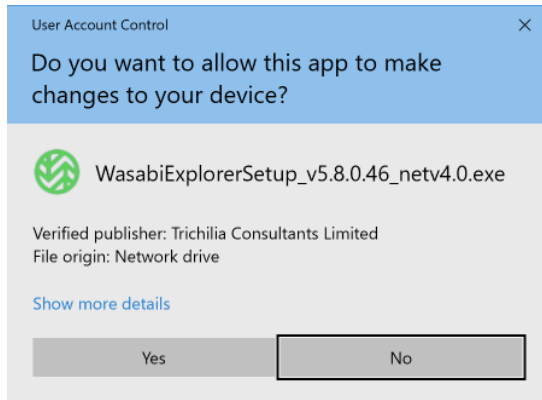 User Account Control
Do you want to allow this app to make
changes to your device?
WasabiExplorerSetup_v5.8.0.46_netv4.0.exe
Verified publisher: Trichilia Consultants Limited
File origin: Network drive
Show more details
Yes
No